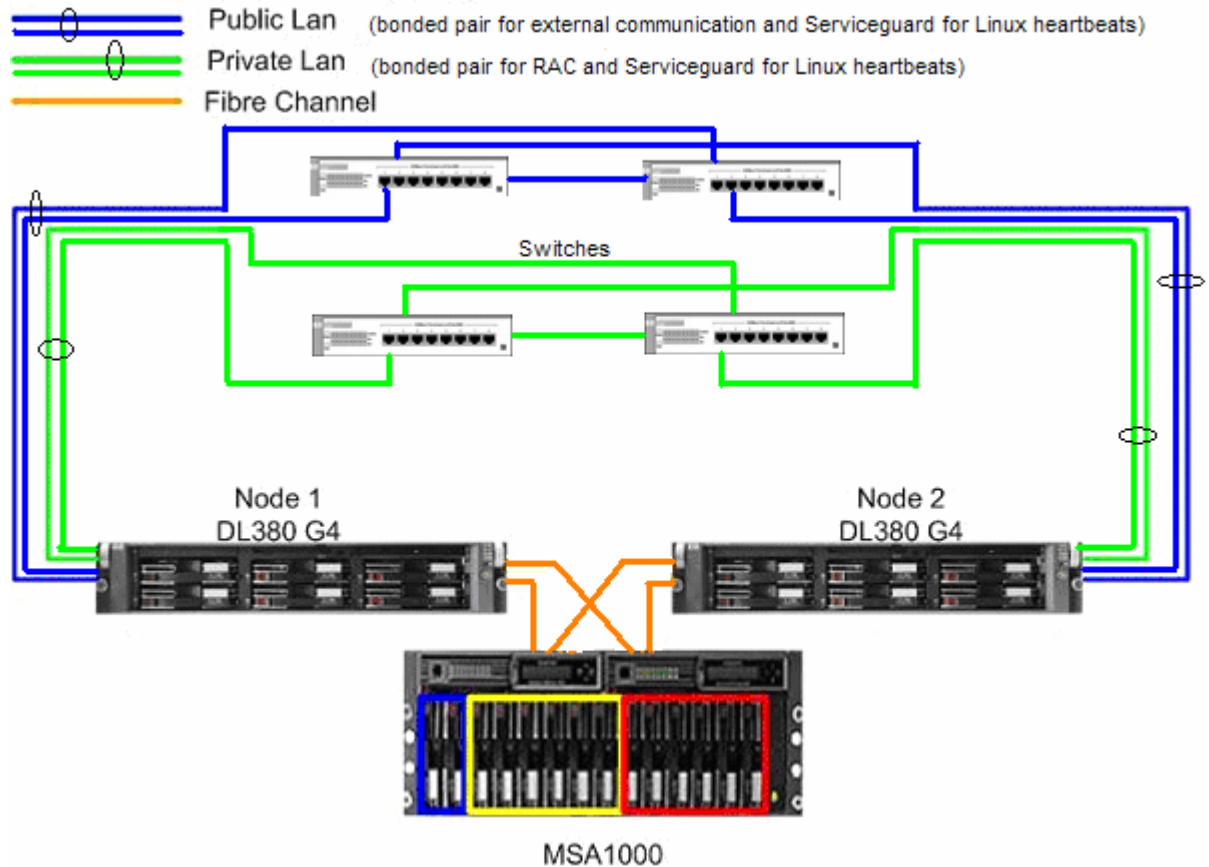 Public Lan (bonded pair for external communication and Serviceguard for Linux heartbeats)
Private Lan (bonded pair for RAC and Serviceguard for Linux heartbeats)
Fibre Channel
Switches
Node 1
DL380 G4
Node 2
DL380 G4
MSA1000